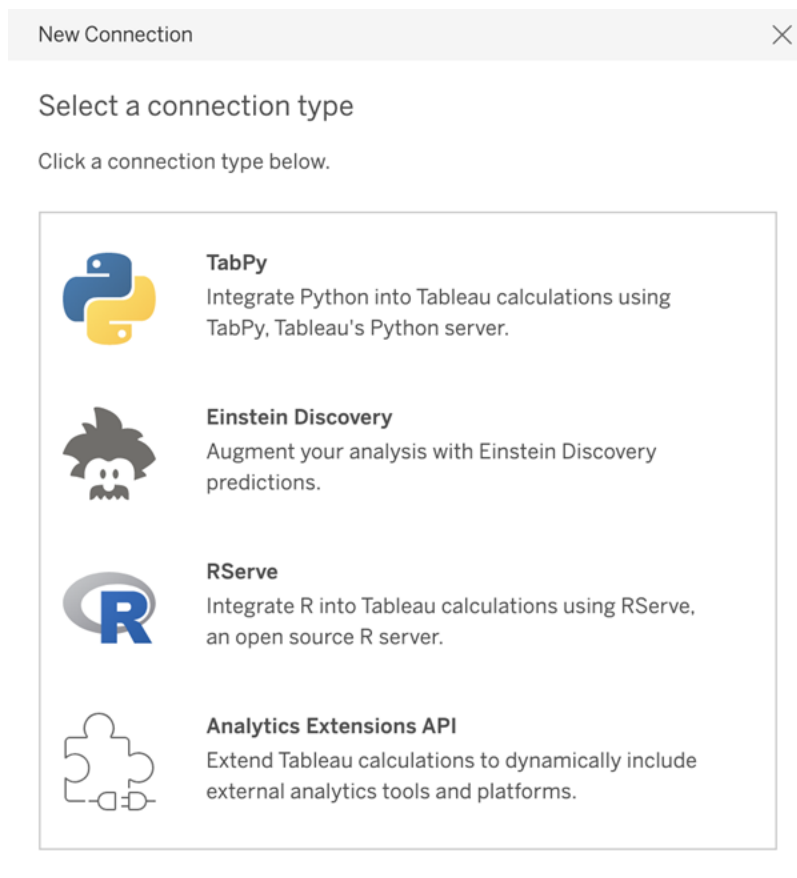 New Connection
Select a connection type
Click a connection type below.
TabPy
Integrate Python into Tableau calculations using
TabPy, Tableau's Python server.
Einstein Discovery
Augment your analysis with Einstein Discovery
predictions.
RServe
Integrate R into Tableau calculations using RServe,
an open source R server.
R
Analytics Extensions API
Extend Tableau calculations to dynamically include
external analytics tools and platforms.